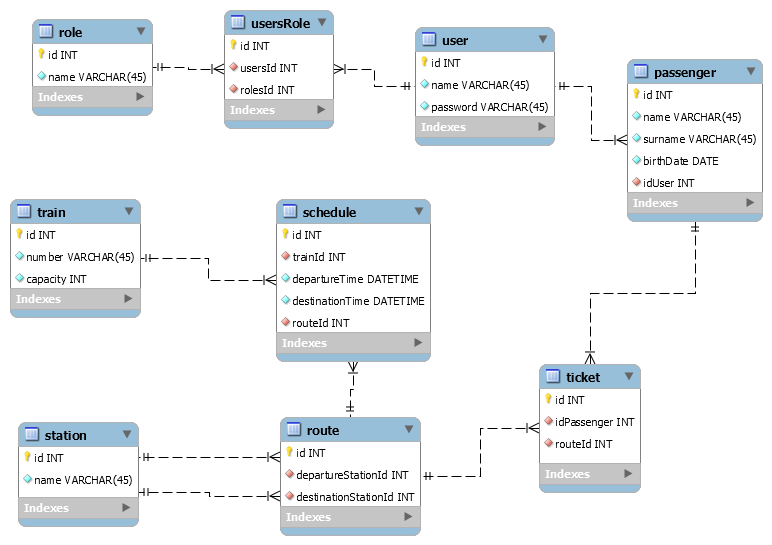 role
id INT
name VARCHAR(45)
Indexes
usersRole
id INT
usersId INT
rolesId INT
Indexes
user
id INT
name VARCHAR(45)
password VARCHAR(45)
Indexes
passenger
id INT
name VARCHAR(45)
surname VARCHAR(45)
birthDate DATE
idUser INT
Indexes
train
id INT
number VARCHAR(45)
capacity INT
Indexes
schedule
id INT
trainId INT
departureTime DATETIME
destinationTime DATETIME
routeId INT
Indexes
station
id INT
name VARCHAR(45)
Indexes
route
id INT
departureStationId INT
destinationStationId INT
Indexes
ticket
id INT
idPassenger INT
routeId INT
Indexes